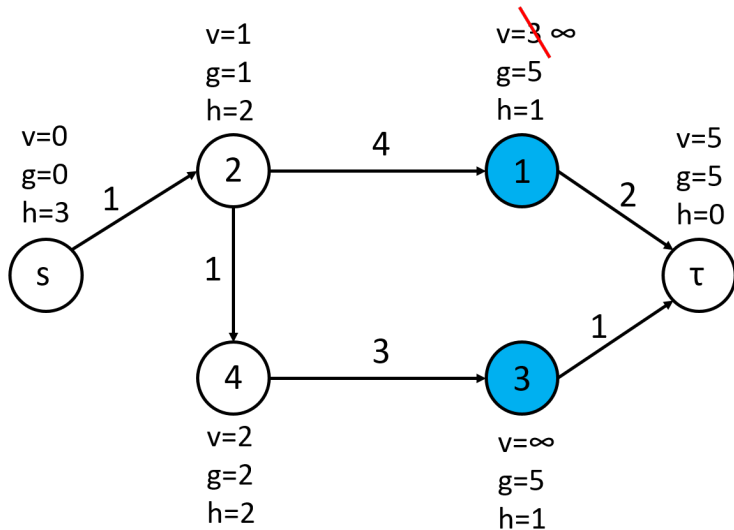 v=1
g=1
h=2
v=3 ∞
g=5
h=1
v=0
g=0
h=3
v=5
g=5
h=0
1
2
4
1
2
s
1
τ
4
3
3
1
v=2
g=2
h=2
v=∞
g=5
h=1